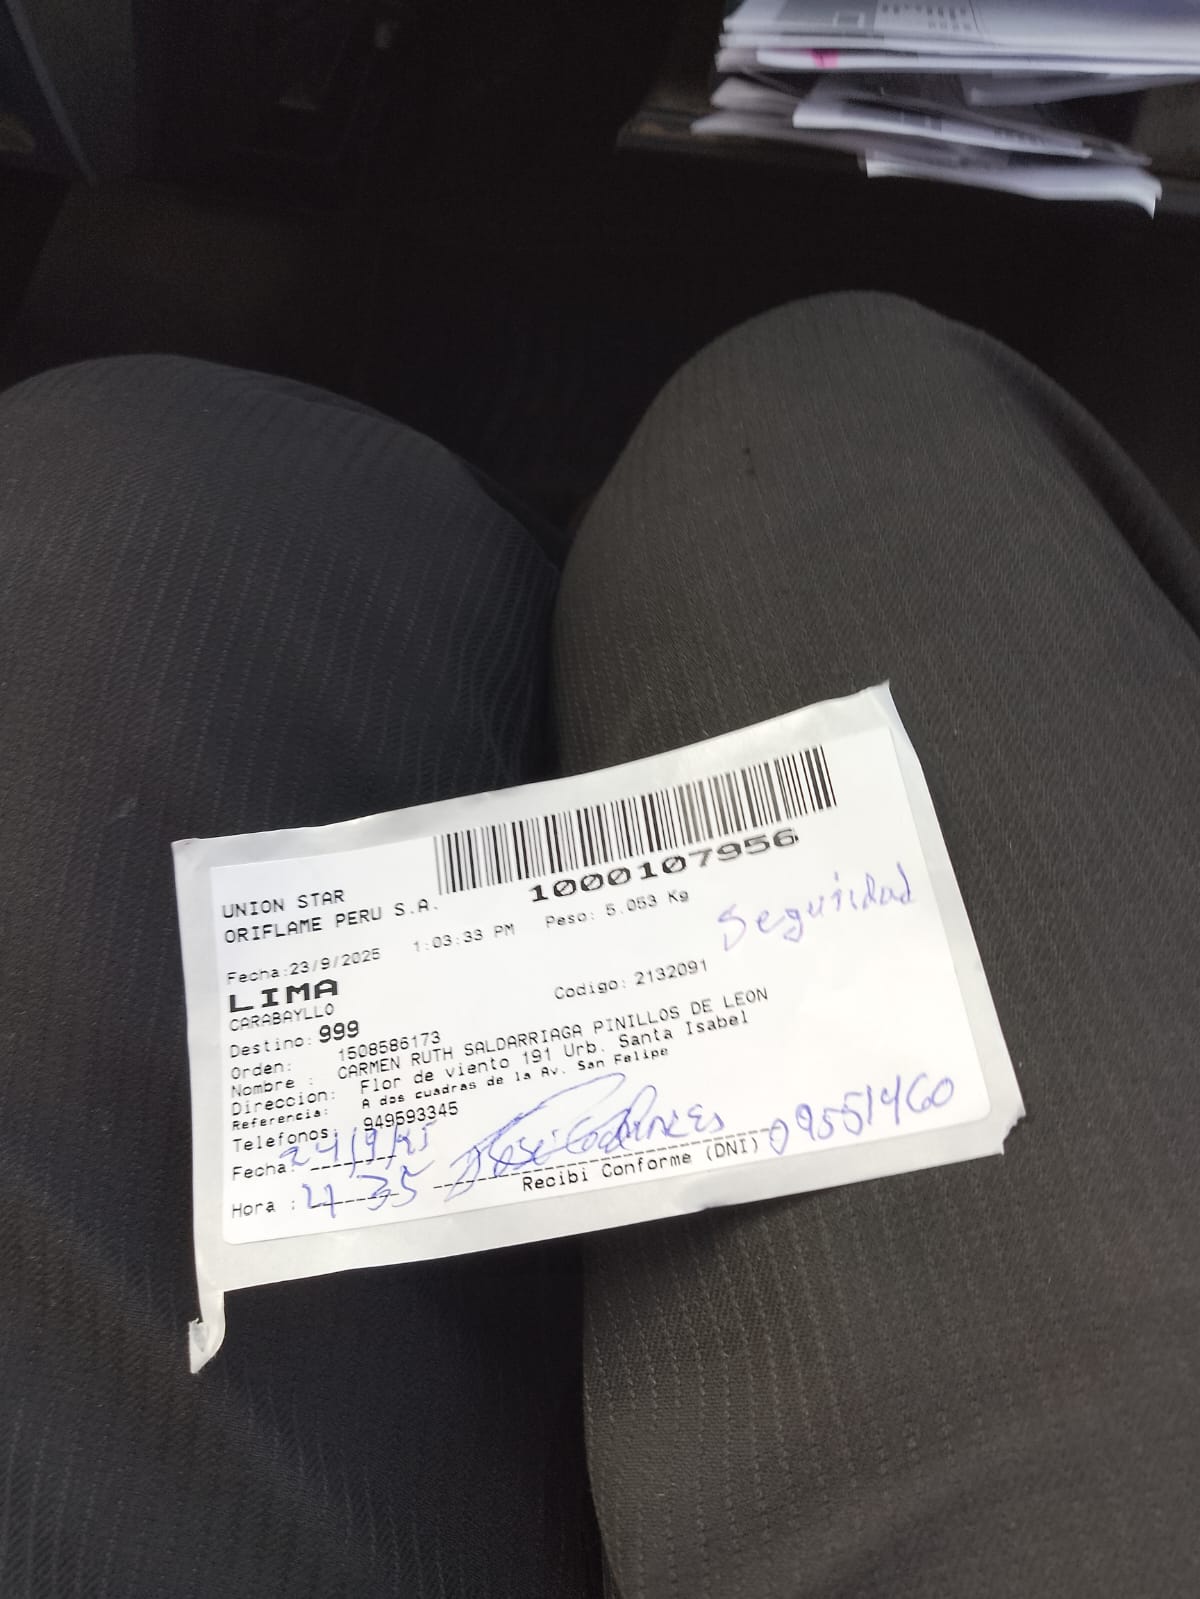 1000107956
UNION STAR
ORIFLAME PERU S.A.
Fecha:23/9/2025 1:03:33 PM Peso: 5.053 Kg
Seguridad
LIMA
CARABAYLLO
Codigo: 2132091
Destino: 999
Orden: 1508586173
Nombre : CARMEN RUTH SALDARRIAGA PINILLOS DE LEON
Direccion: Flor de viento 191 Urb. Santa Isabel
Referencia: A dos cuadras de la Av. San Felipe
Telefonos: 949593345
Fecha: 24/9/25
Hora : 4 35 Jose 09551460
Recibi Conforme (DNI)